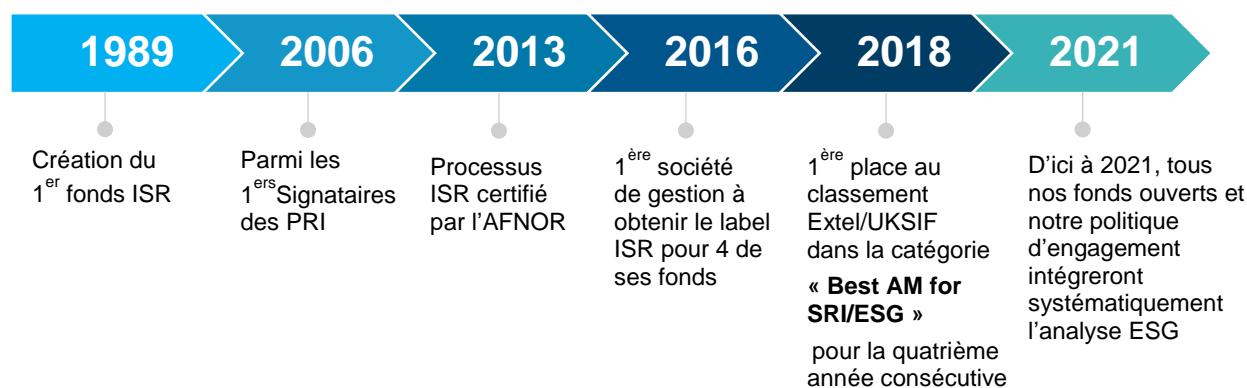 1989
2006
2013
2016
2018
2021
Création du
1er fonds ISR
Parmi les
1ersSignataires
des PRI
Processus
ISR certifié
par l’AFNOR
1ère société
de gestion à
obtenir le label
ISR pour 4 de
ses fonds
1ère place au
classement
Extel/UKSIF
dans la catégorie
« Best AM for
SRI/ESG »
pour la quatrième
année consécutive
D’ici à 2021, tous
nos fonds ouverts et
notre politique
d’engagement
intégreront
systématiquement
l’analyse ESG